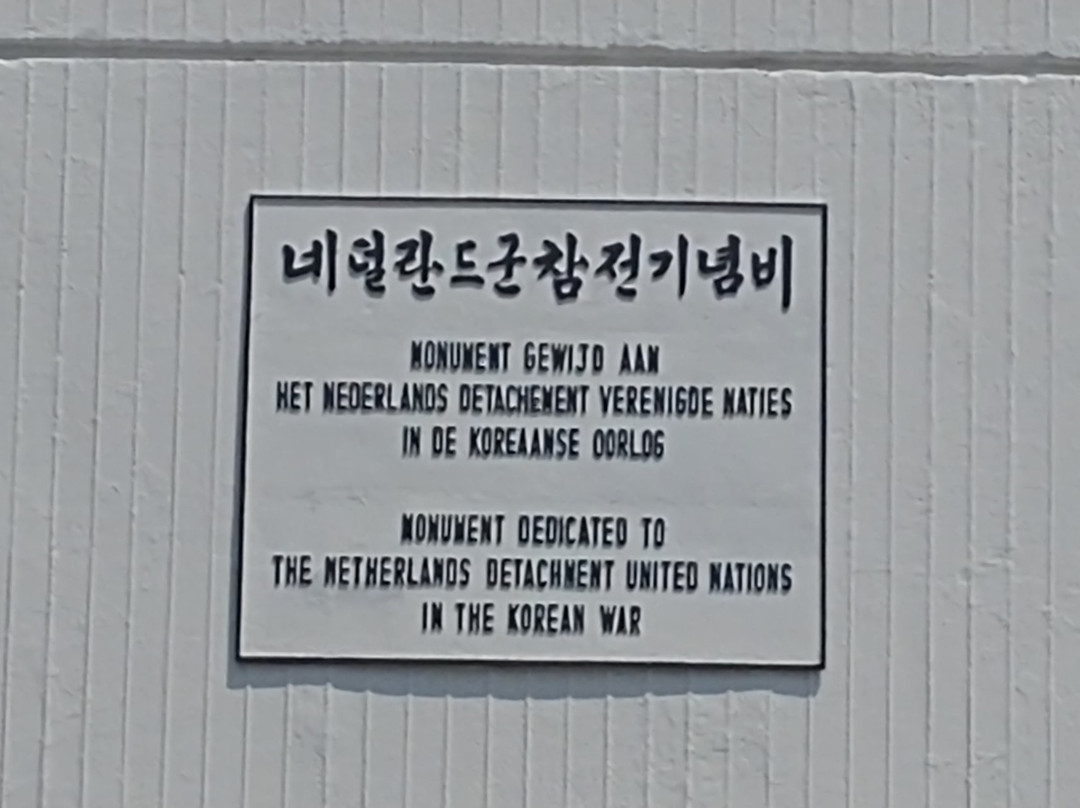 네덜란드군참전기념비
MONUMENT GEWIJD AAN
HET NEDERLANDS DETACHEMENT VERENIGDE NATIES
IN DE KOREAANSE OORLOG
MONUMENT DEDICATED TO
THE NETHERLANDS DETACHMENT UNITED NATIONS
IN THE KOREAN WAR